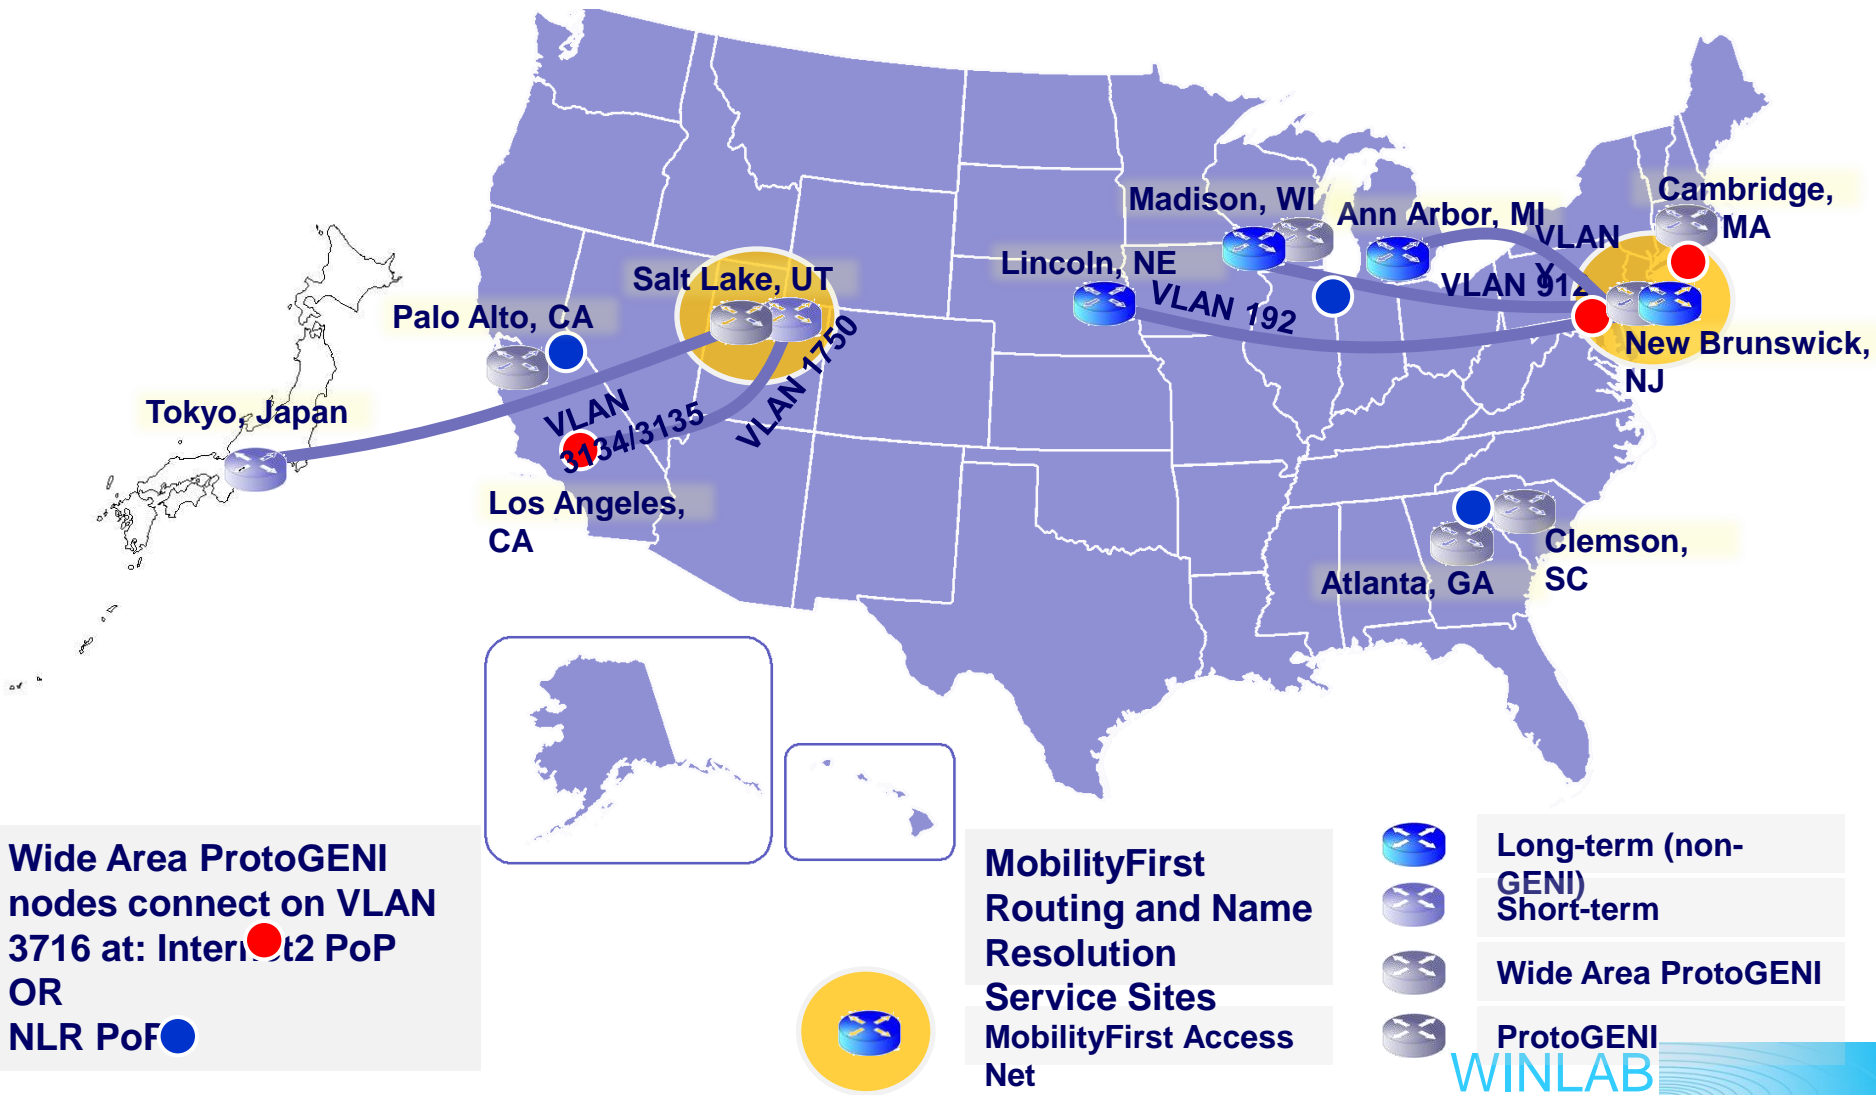 Madison, WI
Ann Arbor, MI
Cambridge,
MA
VLAN
Y
Lincoln, NE
VLAN 912
VLAN 192
Salt Lake, UT
Palo Alto, CA
New Brunswick,
NJ
VLAN 1750
Tokyo, Japan
VLAN
3134/3135
Los Angeles,
CA
Clemson,
SC
Atlanta, GA
Wide Area ProtoGENI
nodes connect on VLAN
3716 at: Internet2 PoP
OR
NLR PoP
MobilityFirst
Routing and Name
Resolution
Service Sites
MobilityFirst Access
Net
Long-term (non-
GENI)
Short-term
Wide Area ProtoGENI
ProtoGENI
WINLAB